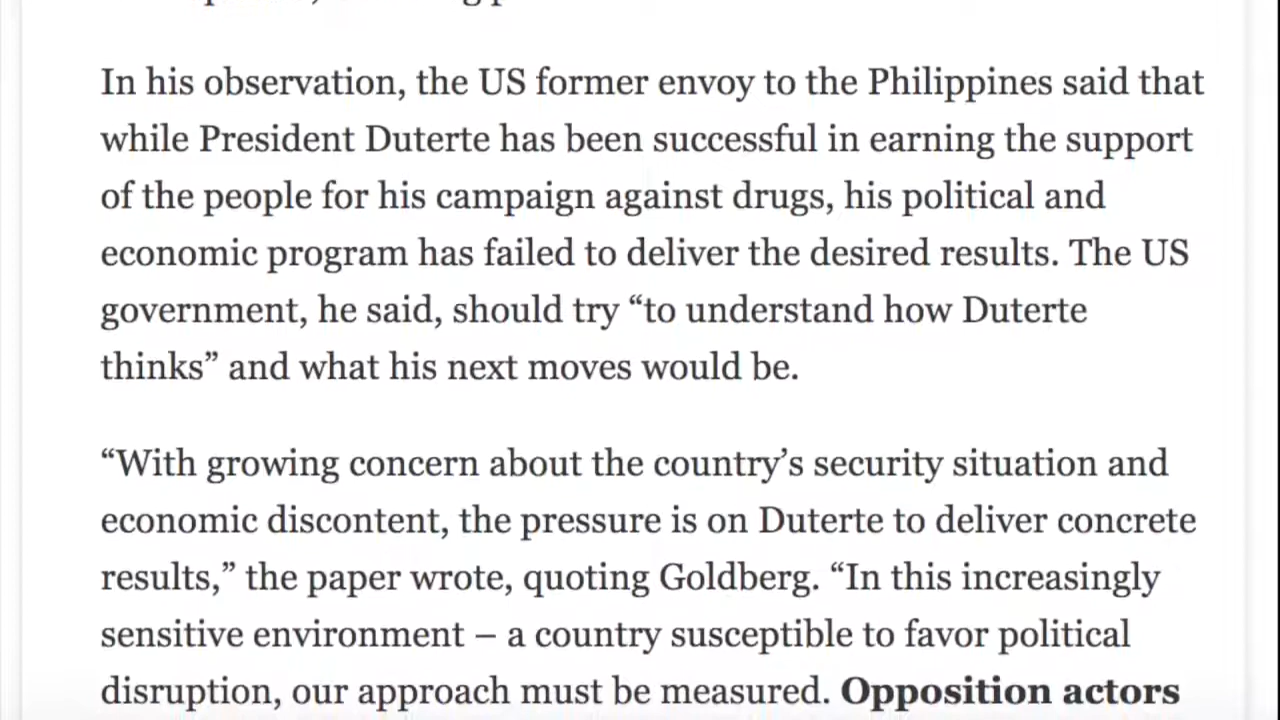 In his observation, the US former envoy to the Philippines said that
while President Duterte has been successful in earning the support
of the people for his campaign against drugs, his political and
economic program has failed to deliver the desired results. The US
government, he said, should try “to understand how Duterte
thinks” and what his next moves would be.
“With growing concern about the country’s security situation and
economic discontent, the pressure is on Duterte to deliver concrete
results,” the paper wrote, quoting Goldberg. “In this increasingly
sensitive environment – a country susceptible to favor political
disruption, our approach must be measured. Opposition actors